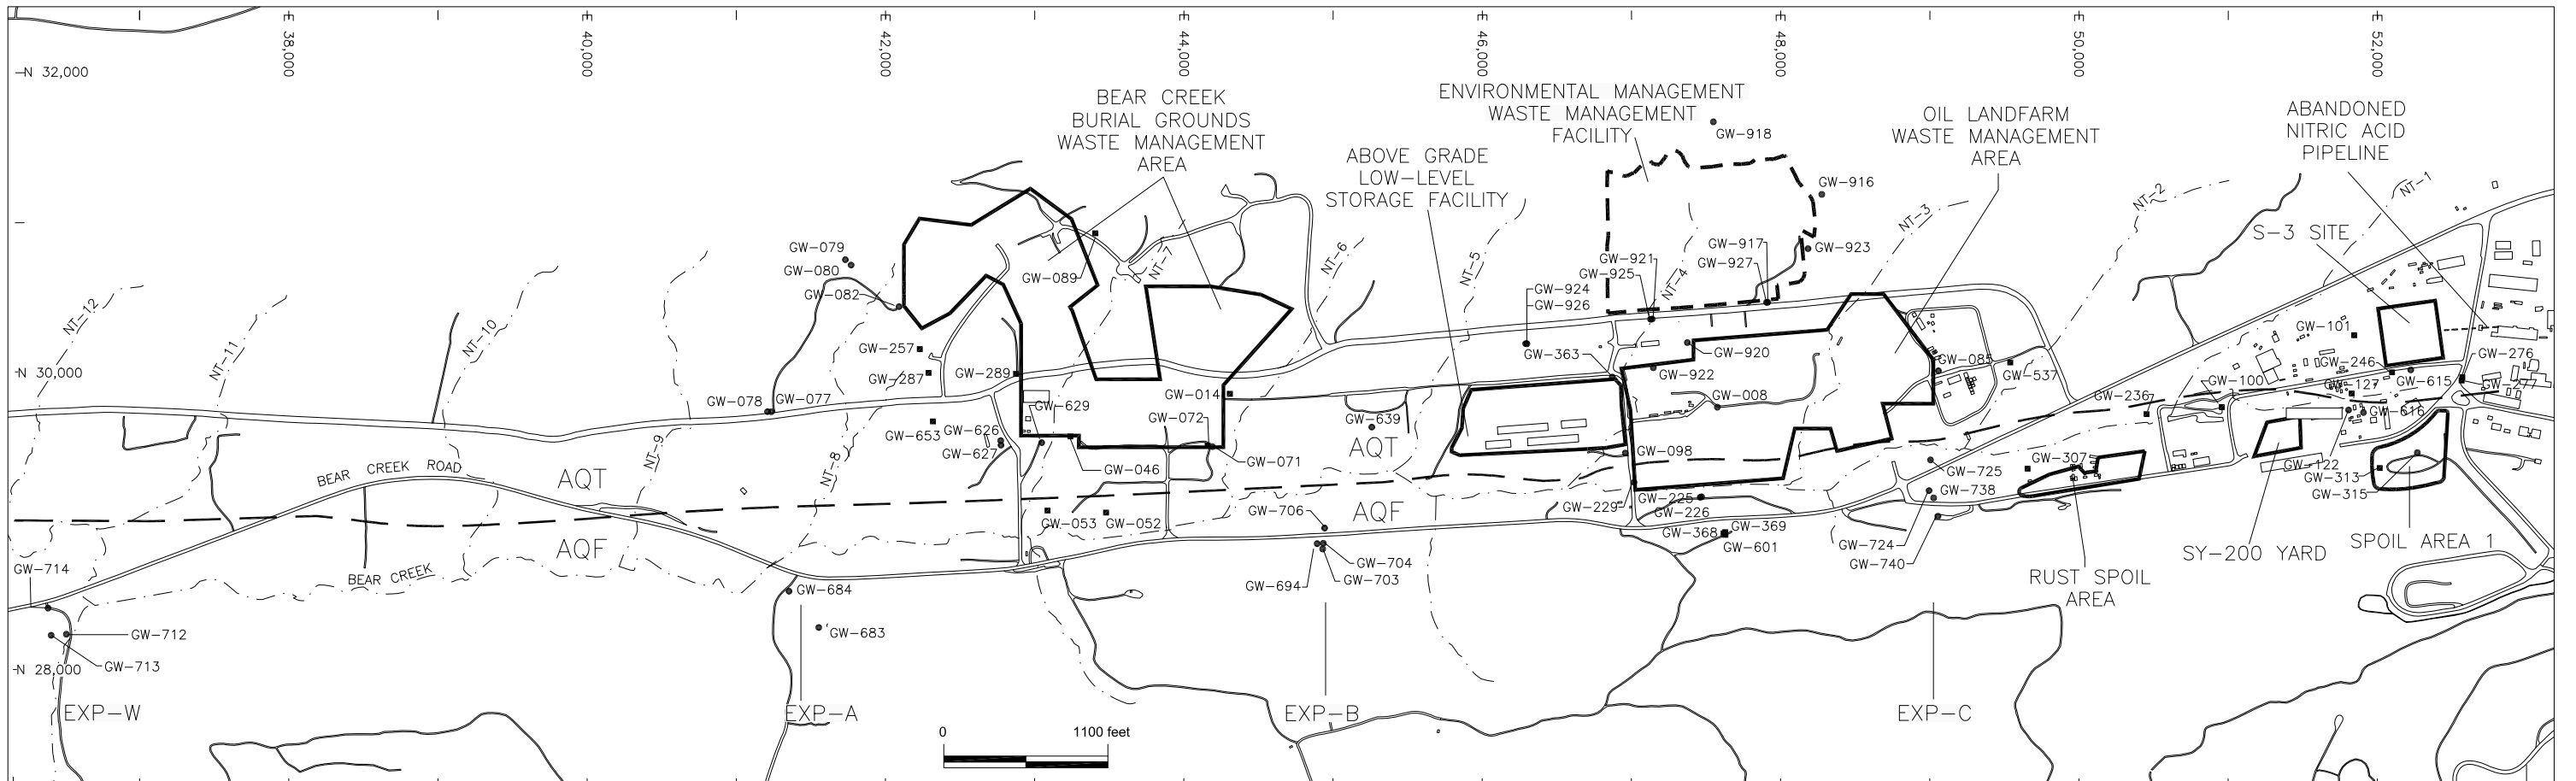 E 38,000
E 40,000
E 42,000
E 44,000
E 46,000
E 48,000
E 50,000
E 52,000
N 32,000
BEAR CREEK
BURIAL GROUNDS
WASTE MANAGEMENT
AREA
ABOVE GRADE
LOW-LEVEL
STORAGE FACILITY
ENVIRONMENTAL MANAGEMENT
WASTE MANAGEMENT
FACILITY
GW-918
OIL LANDFARM
WASTE MANAGEMENT
AREA
ABANDONED
NITRIC ACID
PIPELINE
S-3 SITE
GW-916
GW-923
GW-917
GW-927
GW-921
GW-925
GW-924
GW-926
GW-363
GW-920
GW-922
GW-008
GW-085
GW-537
GW-079
GW-080
GW-082
GW-089
NT-12
NT-11
NT-10
NT-9
NT-8
NT-7
NT-6
NT-5
NT-4
NT-3
NT-2
NT-1
GW-257
GW-287
GW-289
GW-078
GW-077
GW-653
GW-626
GW-627
GW-629
GW-014
GW-072
GW-046
GW-071
GW-639
GW-101
GW-246
GW-276
GW-100
GW-127
GW-615
GW-277
GW-236
GW-616
GW-122
GW-307
GW-313
GW-315
N 30,000
BEAR CREEK ROAD
AQT
AQT
AQF
AQF
GW-098
GW-229
GW-225
GW-226
GW-725
GW-738
GW-053
GW-052
GW-706
GW-368
GW-369
GW-601
GW-724
GW-740
GW-704
GW-703
GW-694
SY-200 YARD
SPOIL AREA 1
RUST SPOIL
AREA
BEAR CREEK
GW-714
GW-684
GW-683
GW-712
GW-713
N 28,000
EXP-W
EXP-A
EXP-B
EXP-C
0
1100 feet